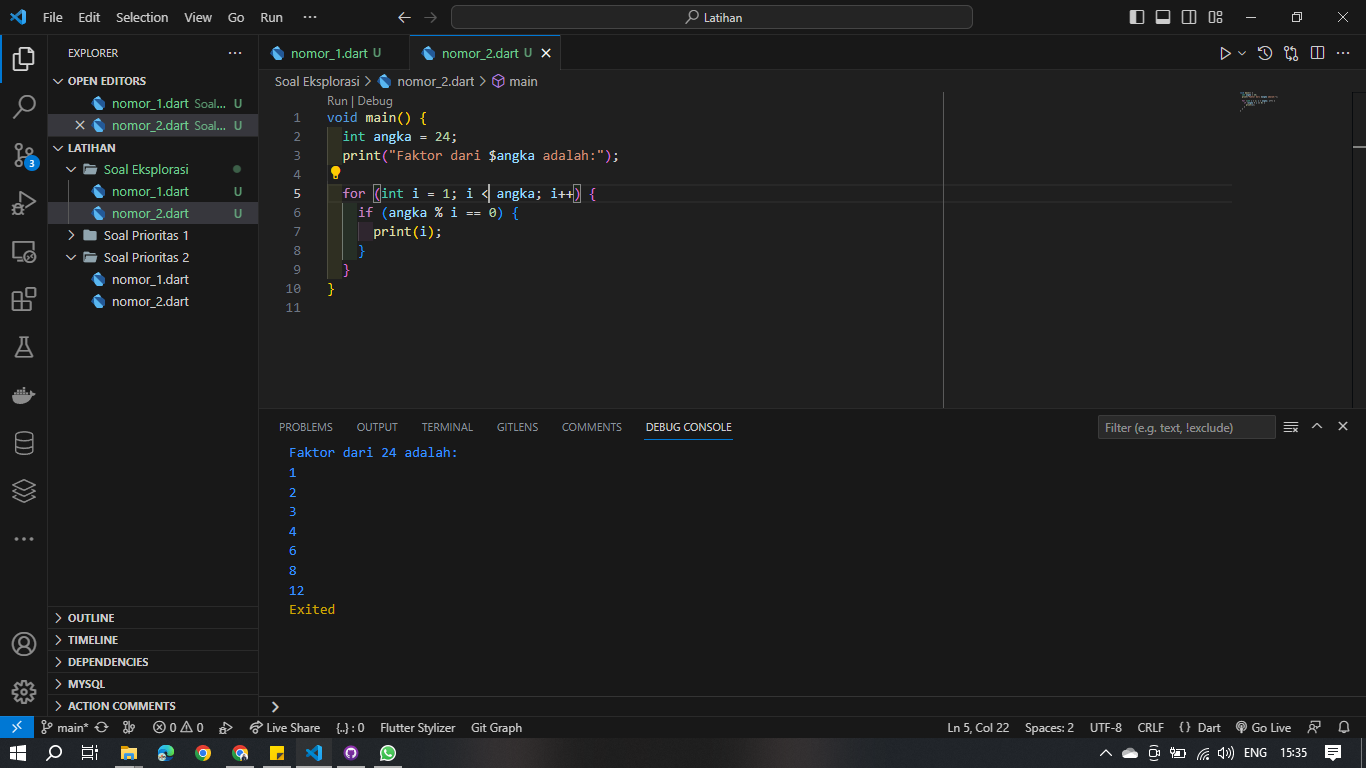 File Edit Selection View Go Run ··· Latihan
EXPLORER ···
OPEN EDITORS
nomor_1.dart Soal... U
nomor_2.dart Soal... U
LATIHAN
Soal Eksplorasi
nomor_1.dart U
nomor_2.dart U
Soal Prioritas 1
Soal Prioritas 2
nomor_1.dart
nomor_2.dart
OUTLINE
TIMELINE
DEPENDENCIES
MYSQL
ACTION COMMENTS
3
nomor_1.dart U nomor_2.dart U
Soal Eksplorasi > nomor_2.dart > main
Run | Debug
1 void main() {
2 int angka = 24;
3 print("Faktor dari $angka adalah:");
4
5 for (int i = 1; i < angka; i++) {
6 if (angka % i == 0) {
7 print(i);
8 }
9 }
10 }
11
PROBLEMS OUTPUT TERMINAL GITLENS COMMENTS DEBUG CONSOLE Filter (e.g. text, !exclude)
Faktor dari 24 adalah:
1
2
3
4
6
8
12
Exited
main* 0 0 Live Share {..} : 0 Flutter Stylizer Git Graph Ln 5, Col 22 Spaces: 2 UTF-8 CRLF {} Dart Go Live
ENG 15:35